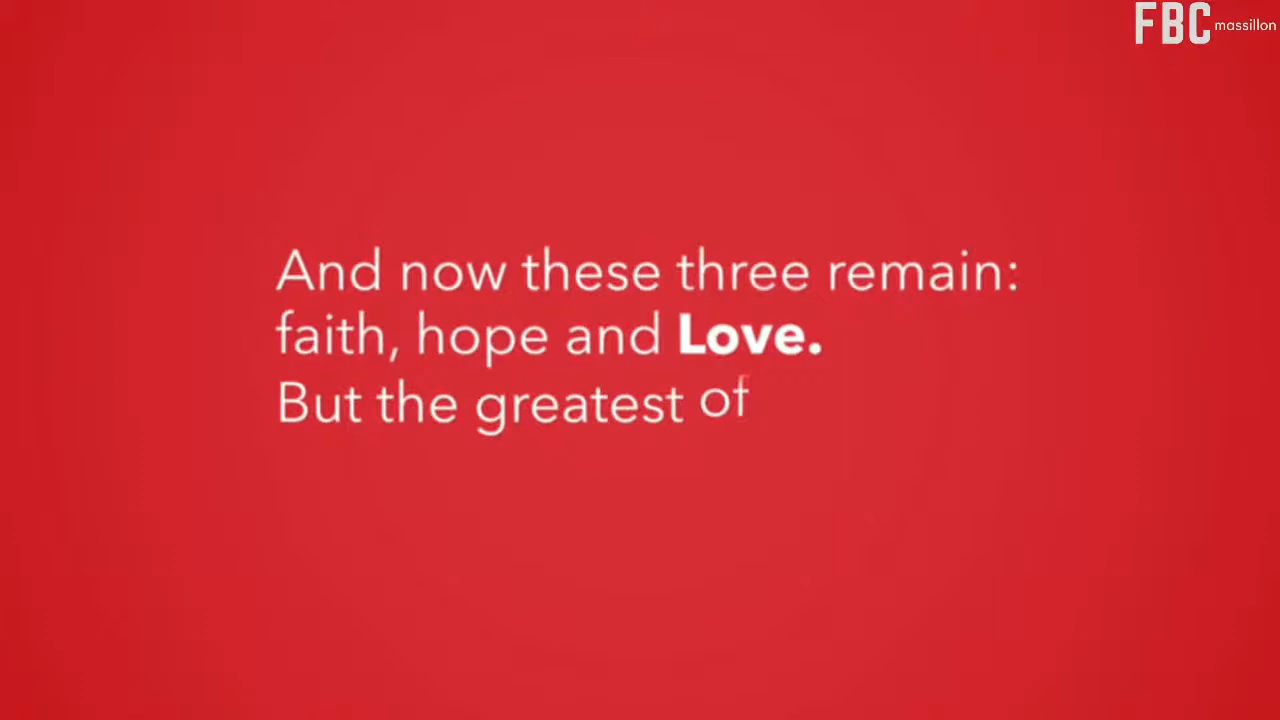 FBC massillon
And now these three remain:
faith, hope and Love.
But the greatest of